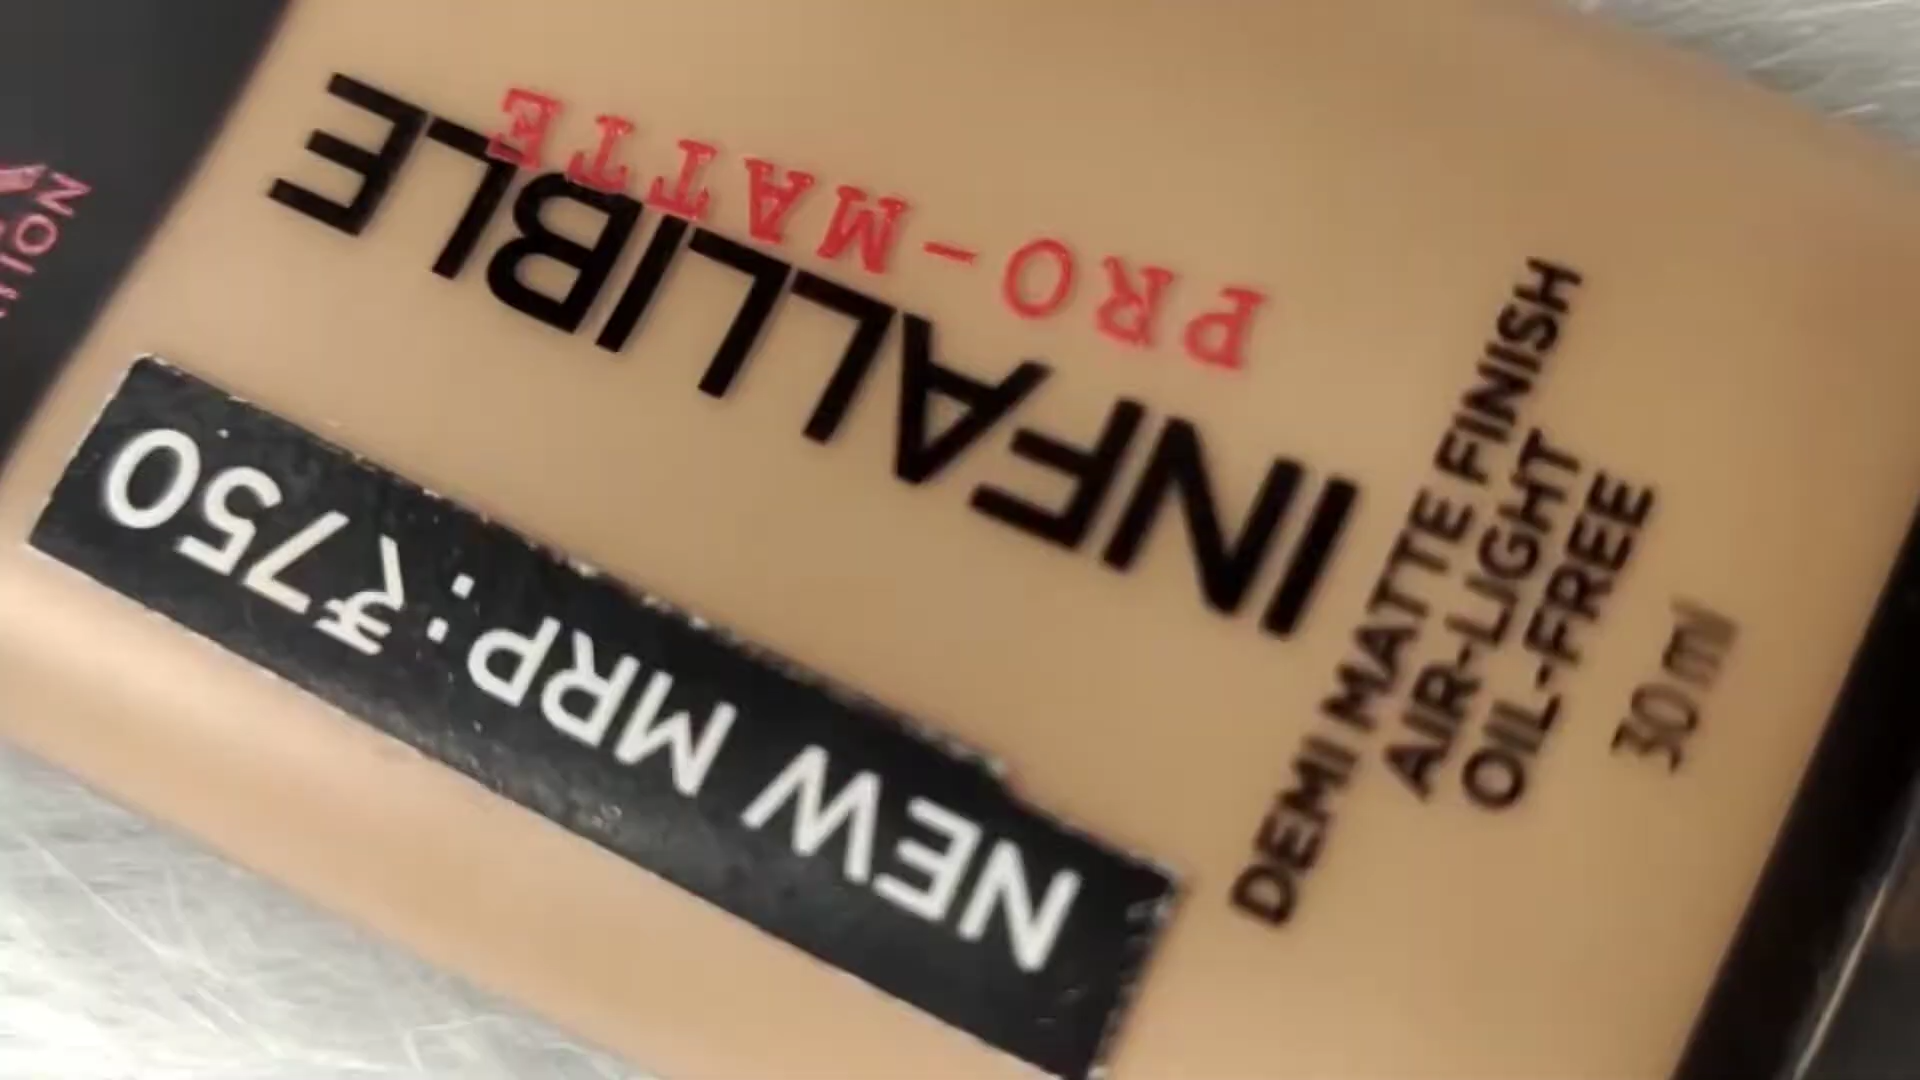 INFALLIBLE
PRO-MATTE
NEW MRP: ₹750
DEMI MATTE FINISH
AIR-LIGHT
OIL-FREE
30 ml